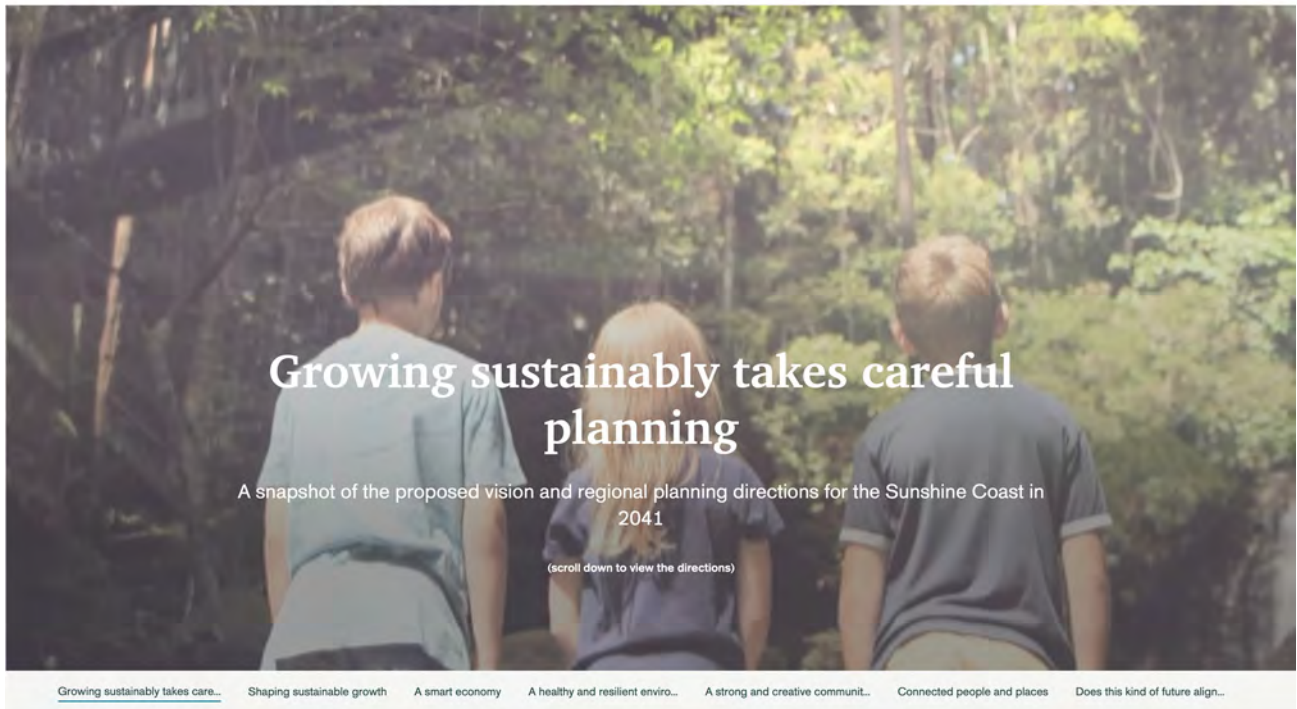 Growing sustainably takes careful
planning
A snapshot of the proposed vision and regional planning directions for the Sunshine Coast in
2041
(scroll down to view the directions)
Growing sustainably takes care... Shaping sustainable growth A smart economy A healthy and resilient enviro... A strong and creative communit... Connected people and places Does this kind of future align...